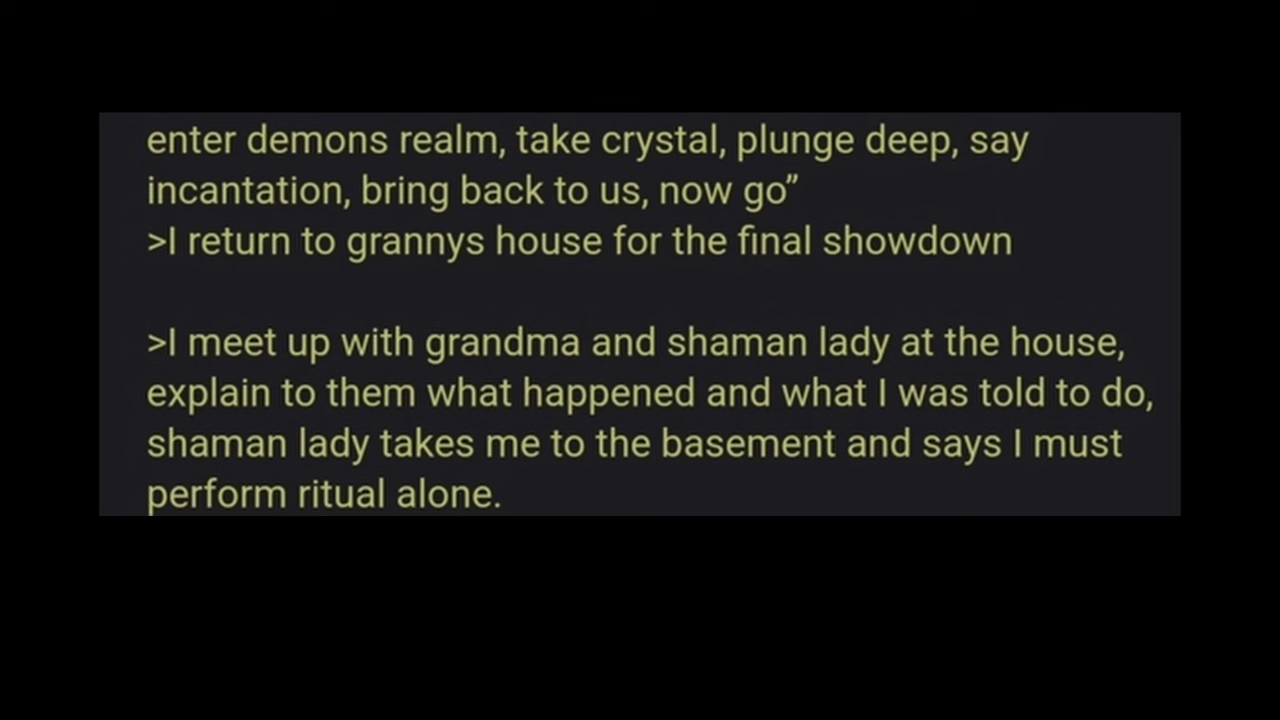 enter demons realm, take crystal, plunge deep, say
incantation, bring back to us, now go”
>I return to grannys house for the final showdown
>I meet up with grandma and shaman lady at the house,
explain to them what happened and what I was told to do,
shaman lady takes me to the basement and says I must
perform ritual alone.